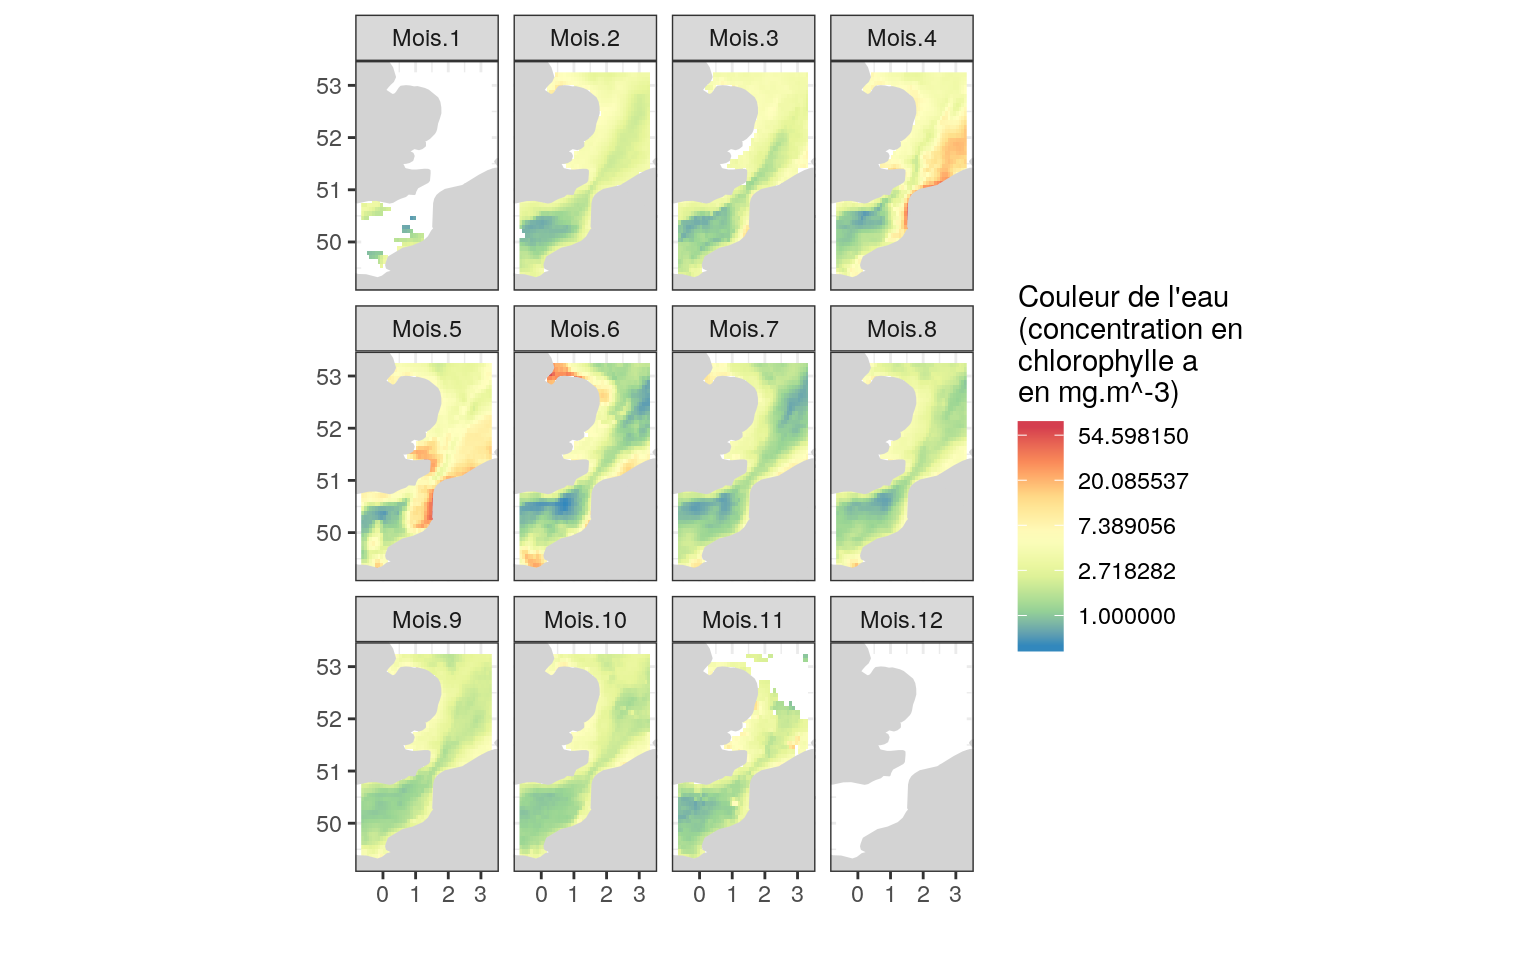 Mois.1 Mois.2 Mois.3 Mois.4
53
52
51
50
Mois.5 Mois.6 Mois.7 Mois.8
53
52
51
50
Mois.9 Mois.10 Mois.11 Mois.12
53
52
51
50
0 1 2 3 0 1 2 3 0 1 2 3 0 1 2 3
Couleur de l'eau
(concentration en
chlorophylle a
en mg.m^-3)
54.598150
20.085537
7.389056
2.718282
1.000000